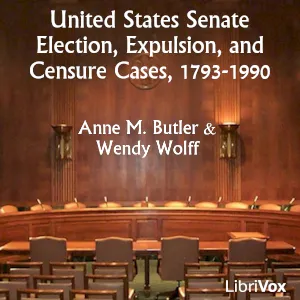 United States Senate
Election, Expulsion, and
Censure Cases, 1793-1990
Anne M. Butler &
Wendy Wolff
LibriVox